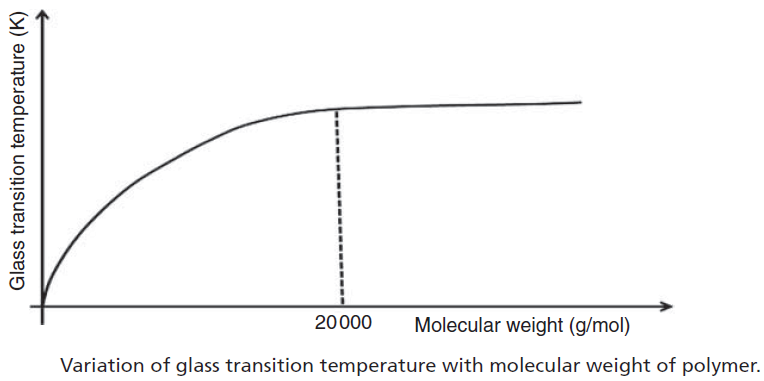 Glass transition temperature (K)
20000
Molecular weight (g/mol)
Variation of glass transition temperature with molecular weight of polymer.